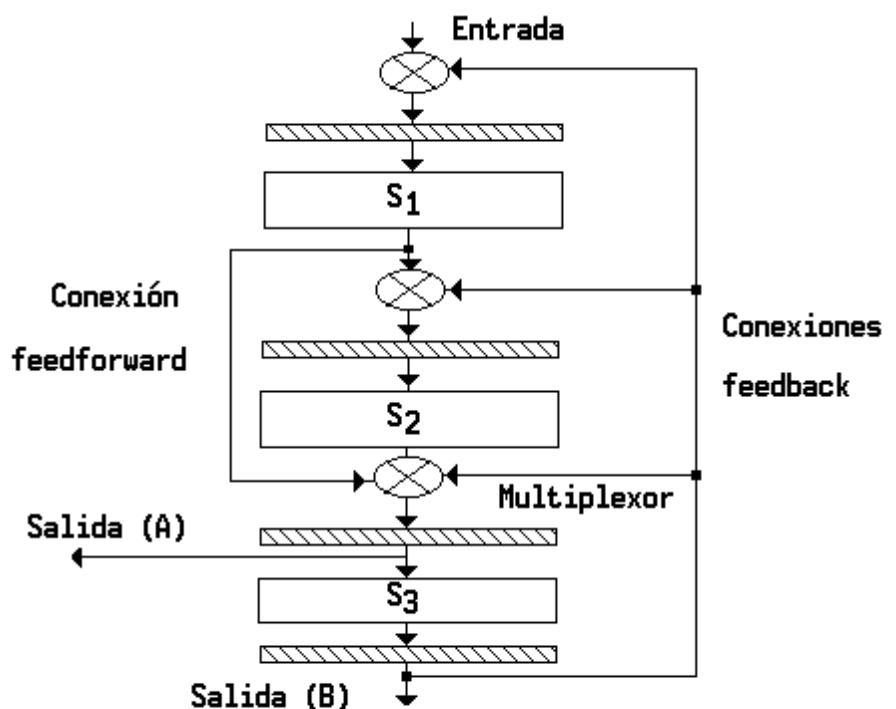 Entrada
S1
Conexión
feedforward
Conexiones
feedback
S2
Multiplexor
Salida (A)
S3
Salida (B)